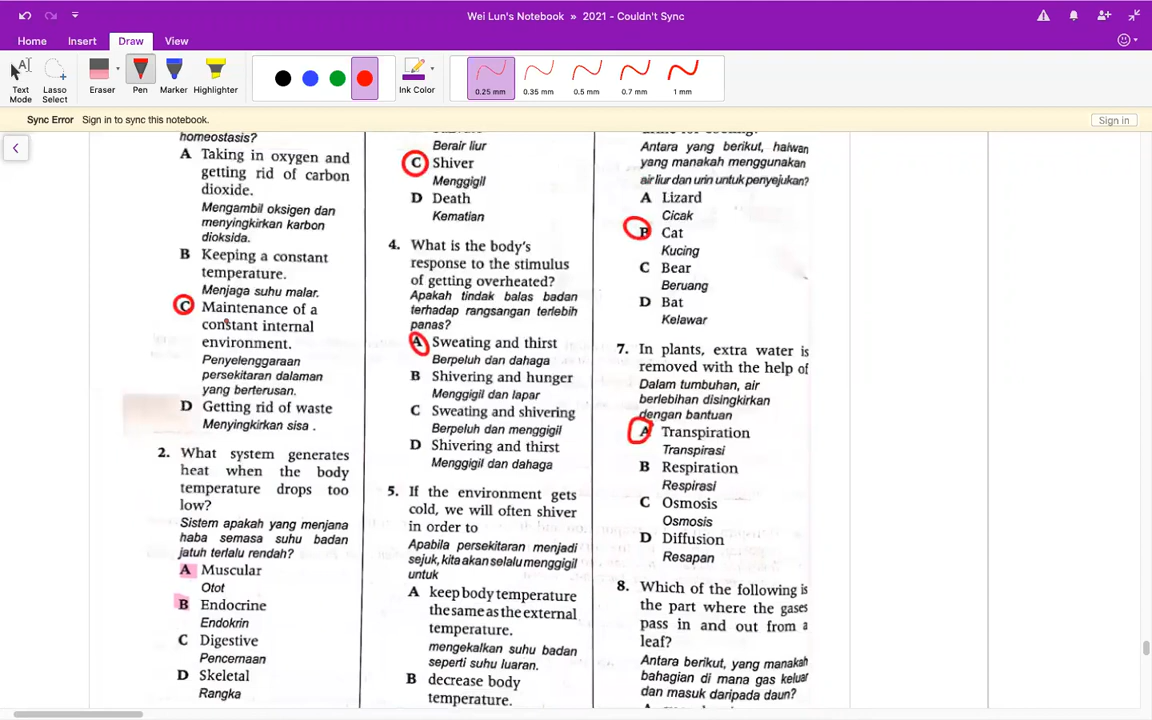 Wei Lun's Notebook » 2021 - Couldn't Sync
Home Insert Draw View
Text Mode
Lasso Select
Eraser
Pen
Marker
Highlighter
Ink Color
0.25 mm
0.35 mm
0.5 mm
0.7 mm
1 mm
Sync Error Sign in to sync this notebook.
Sign in
homeostasis?
A Taking in oxygen and
getting rid of carbon
dioxide.
Mengambil oksigen dan
menyingkirkan karbon
dioksida.
B Keeping a constant
temperature.
Menjaga suhu malar.
C Maintenance of a
constant internal
environment.
Penyelenggaraan
persekitaran dalaman
yang berterusan.
D Getting rid of waste
Menyingkirkan sisa .
2. What system generates
heat when the body
temperature drops too
low?
Sistem apakah yang menjana
haba semasa suhu badan
jatuh terlalu rendah?
A Muscular
Otot
B Endocrine
Endokrin
C Digestive
Pencernaan
D Skeletal
Rangka
Berair liur
C Shiver
Menggigil
D Death
Kematian
4. What is the body's
response to the stimulus
of getting overheated?
Apakah tindak balas badan
terhadap rangsangan terlebih
panas?
A Sweating and thirst
Berpeluh dan dahaga
B Shivering and hunger
Menggigil dan lapar
C Sweating and shivering
Berpeluh dan menggigil
D Shivering and thirst
Menggigil dan dahaga
5. If the environment gets
cold, we will often shiver
in order to
Apabila persekitaran menjadi
sejuk, kita akan selalu menggigil
untuk
A keep body temperature
the same as the external
temperature.
mengekalkan suhu badan
seperti suhu luaran.
B decrease body
temperature.
Antara yang berikut, haiwan
yang manakah menggunakan
air liur dan urin untuk penyejukan?
A Lizard
Cicak
B Cat
Kucing
C Bear
Beruang
D Bat
Kelawar
7. In plants, extra water is
removed with the help of
Dalam tumbuhan, air
berlebihan disingkirkan
dengan bantuan
A Transpiration
Transpirasi
B Respiration
Respirasi
C Osmosis
Osmosis
D Diffusion
Resapan
8. Which of the following is
the part where the gases
pass in and out from a
leaf?
Antara berikut, yang manakah
bahagian di mana gas keluar
dan masuk daripada daun?